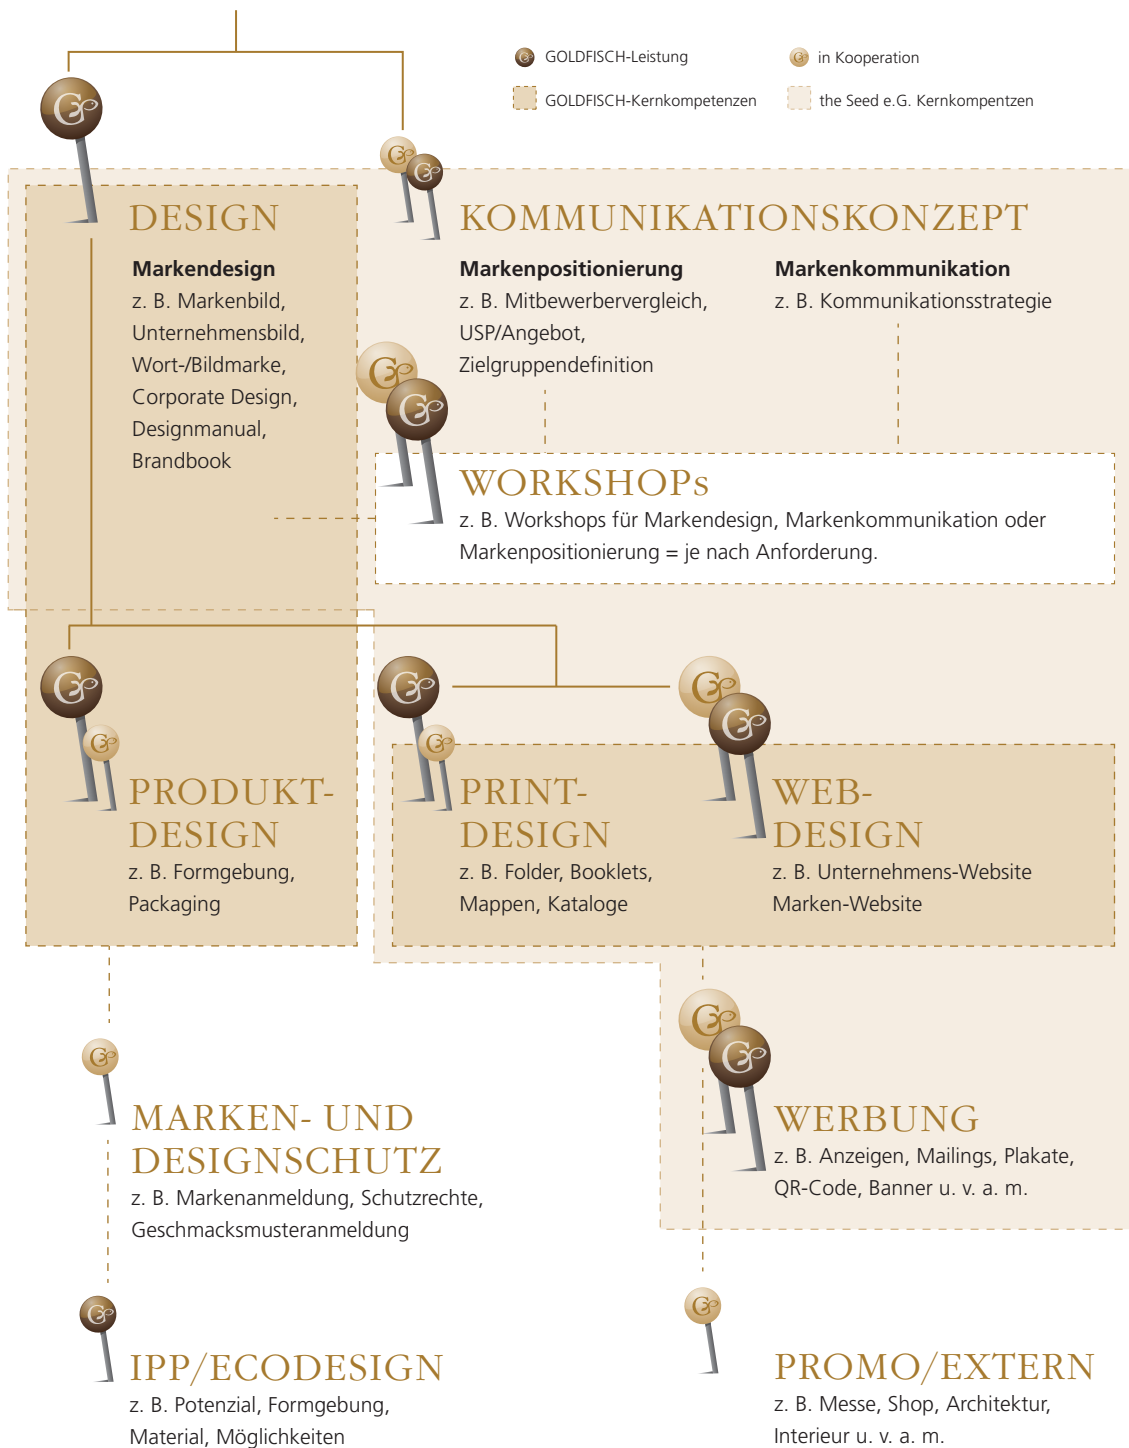 GOLDFISCH-Leistung
in Kooperation
GOLDFISCH-Kernkompetenzen
the Seed e.G. Kernkompentzen
DESIGN
Markendesign
z. B. Markenbild,
Unternehmensbild,
Wort-/Bildmarke,
Corporate Design,
Designmanual,
Brandbook
KOMMUNIKATIONSKONZEPT
Markenpositionierung
z. B. Mitbewerbervergleich,
USP/Angebot,
Zielgruppendefinition
Markenkommunikation
z. B. Kommunikationsstrategie
WORKSHOPs
z. B. Workshops für Markendesign, Markenkommunikation oder
Markenpositionierung = je nach Anforderung.
PRODUKT-
DESIGN
z. B. Formgebung,
Packaging
PRINT-
DESIGN
z. B. Folder, Booklets,
Mappen, Kataloge
WEB-
DESIGN
z. B. Unternehmens-Website
Marken-Website
MARKEN- UND
DESIGNSCHUTZ
z. B. Markenanmeldung, Schutzrechte,
Geschmacksmusteranmeldung
WERBUNG
z. B. Anzeigen, Mailings, Plakate,
QR-Code, Banner u. v. a. m.
IPP/ECODESIGN
z. B. Potenzial, Formgebung,
Material, Möglichkeiten
PROMO/EXTERN
z. B. Messe, Shop, Architektur,
Interieur u. v. a. m.